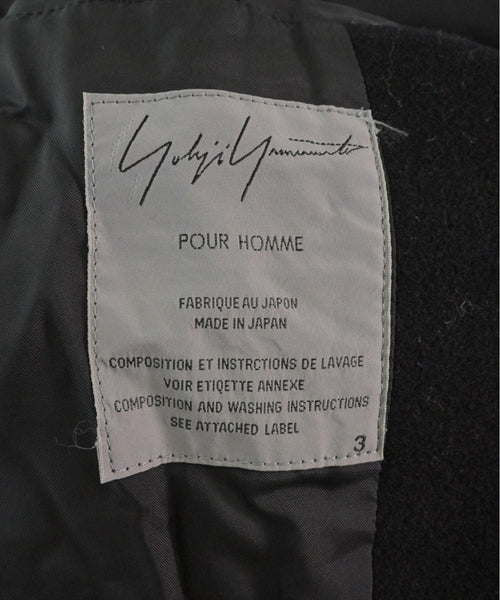 Yohji Yamamoto
POUR HOMME
FABRIQUE AU JAPON
MADE IN JAPAN
COMPOSITION ET INSTRCTIONS DE LAVAGE
VOIR ETIQETTE ANNEXE
COMPOSITION AND WASHING INSTRUCTIONS
SEE ATTACHED LABEL
3